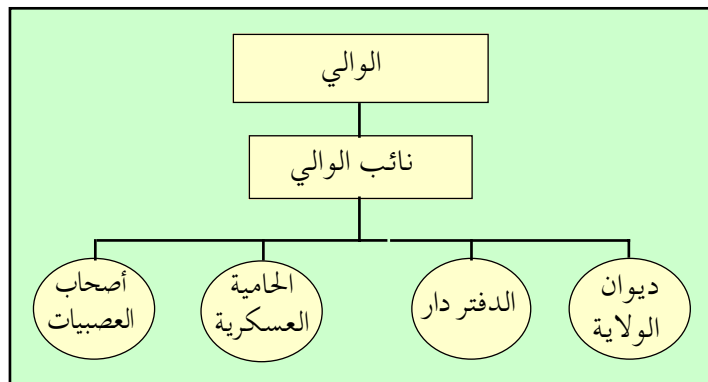 الوالي
نائب الوالي
ديوان
الولاية
الدفتر دار
الحامية
العسكرية
أصحاب
العصبيات